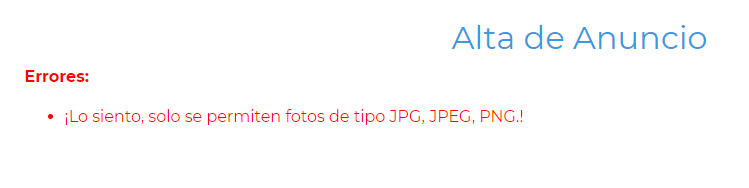 Alta de Anuncio
Errores:
¡Lo siento, solo se permiten fotos de tipo JPG, JPEG, PNG.!